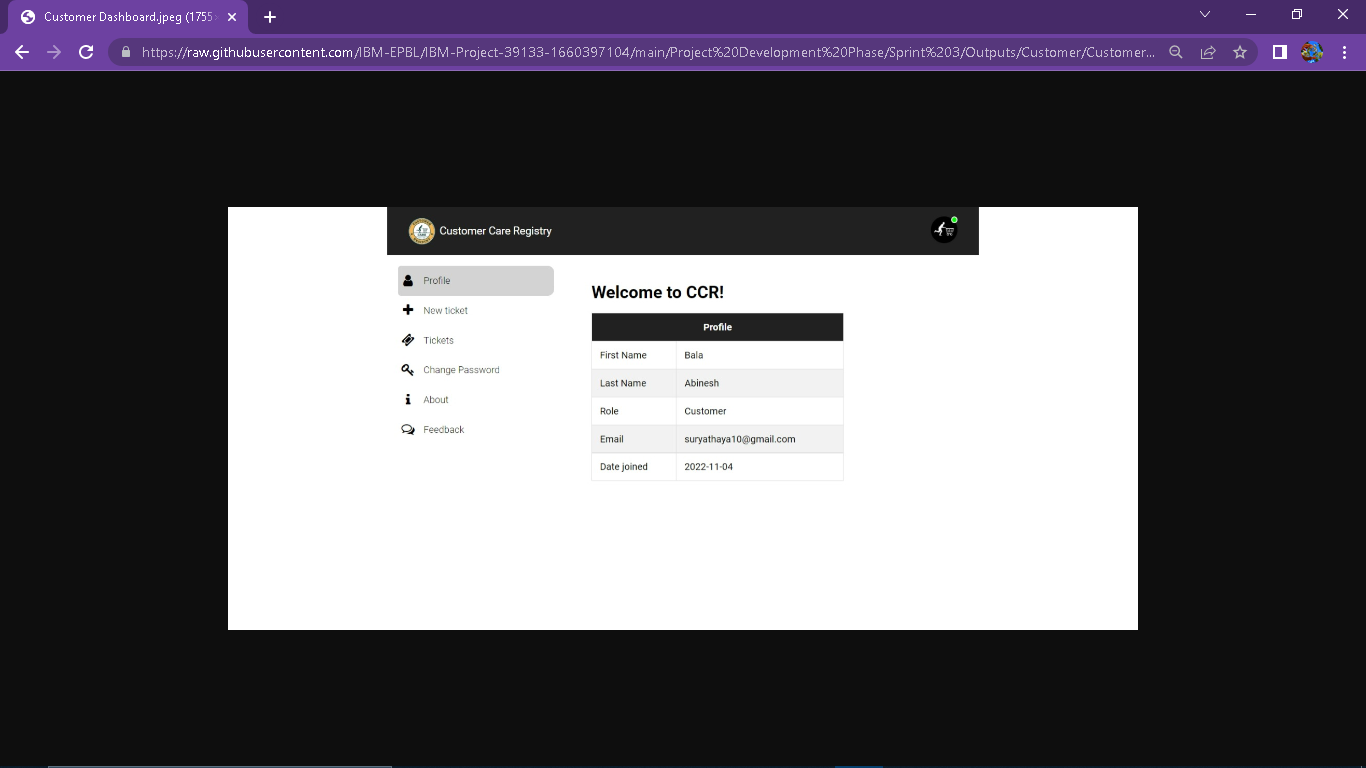 Customer Dashboard.jpeg (1755
https://raw.githubusercontent.com/IBM-EPBL/IBM-Project-39133-1660397104/main/Project%20Development%20Phase/Sprint%203/Outputs/Customer/Customer...
Customer Care Registry
Profile
New ticket
Tickets
Change Password
About
Feedback
Welcome to CCR!
Profile
First Name Bala
Last Name Abinesh
Role Customer
Email suryathaya10@gmail.com
Date joined 2022-11-04